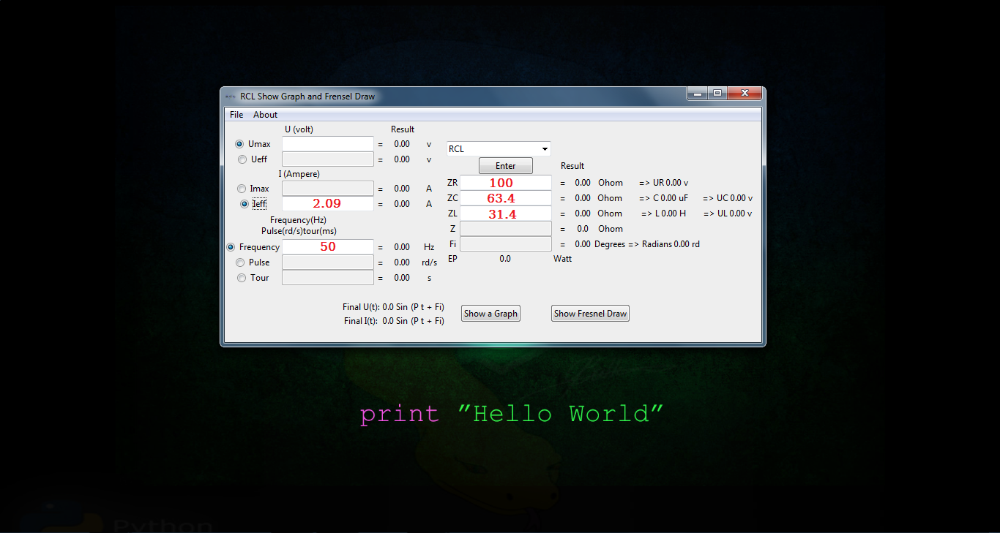 RCL Show Graph and Frensel Draw
File About
U (volt) Result
Umax = 0.00 v
Ueff = 0.00 v
I (Ampere)
Imax = 0.00 A
Ieff 2.09 = 0.00 A
Frequency(Hz)
Pulse(rd/s)tour(ms)
Frequency 50 = 0.00 Hz
Pulse = 0.00 rd/s
Tour = 0.00 s
RCL
Enter Result
ZR 100 = 0.00 Ohom => UR 0.00 v
ZC 63.4 = 0.00 Ohom => C 0.00 uF => UC 0.00 v
ZL 31.4 = 0.00 Ohom => L 0.00 H => UL 0.00 v
Z = 0.0 Ohom
Fi = 0.00 Degrees => Radians 0.00 rd
EP 0.0 Watt
Final U(t): 0.0 Sin (P t + Fi)
Final I(t): 0.0 Sin (P t + Fi)
Show a Graph Show Fresnel Draw
print "Hello World"
Python